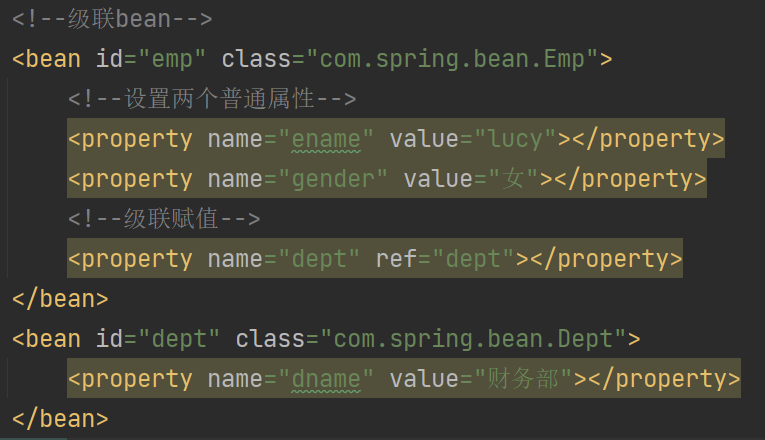 <!--级联bean-->
<bean id="emp" class="com.spring.bean.Emp">
<!--设置两个普通属性-->
<property name="ename" value="lucy"></property>
<property name="gender" value="女"></property>
<!--级联赋值-->
<property name="dept" ref="dept"></property>
</bean>
<bean id="dept" class="com.spring.bean.Dept">
<property name="dname" value="财务部"></property>
</bean>